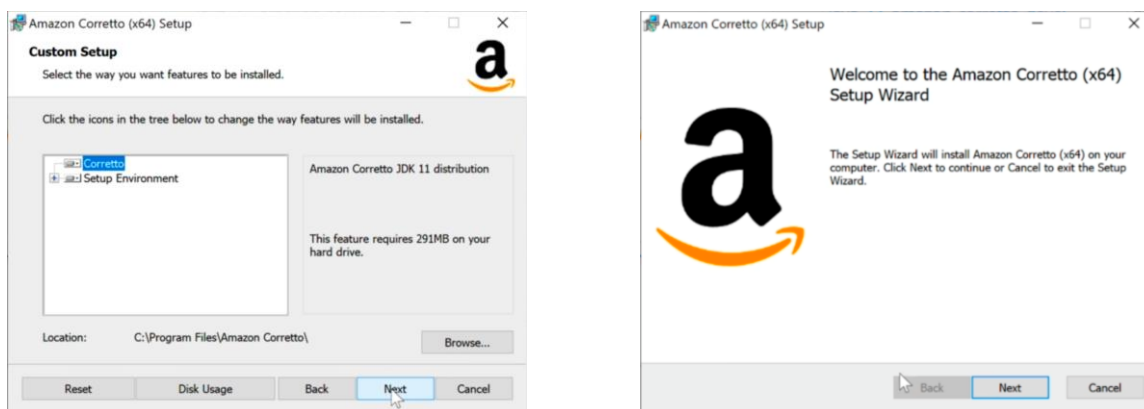 Amazon Corretto (x64) Setup
Custom Setup
Select the way you want features to be installed.
Click the icons in the tree below to change the way features will be installed.
Corretto
Setup Environment
Amazon Corretto JDK 11 distribution
This feature requires 291MB on your
hard drive.
Location: C:\Program Files\Amazon Corretto\
Browse...
Reset Disk Usage Back Next Cancel
Amazon Corretto (x64) Setup
Welcome to the Amazon Corretto (x64)
Setup Wizard
The Setup Wizard will install Amazon Corretto (x64) on your
computer. Click Next to continue or Cancel to exit the Setup
Wizard.
Back Next Cancel